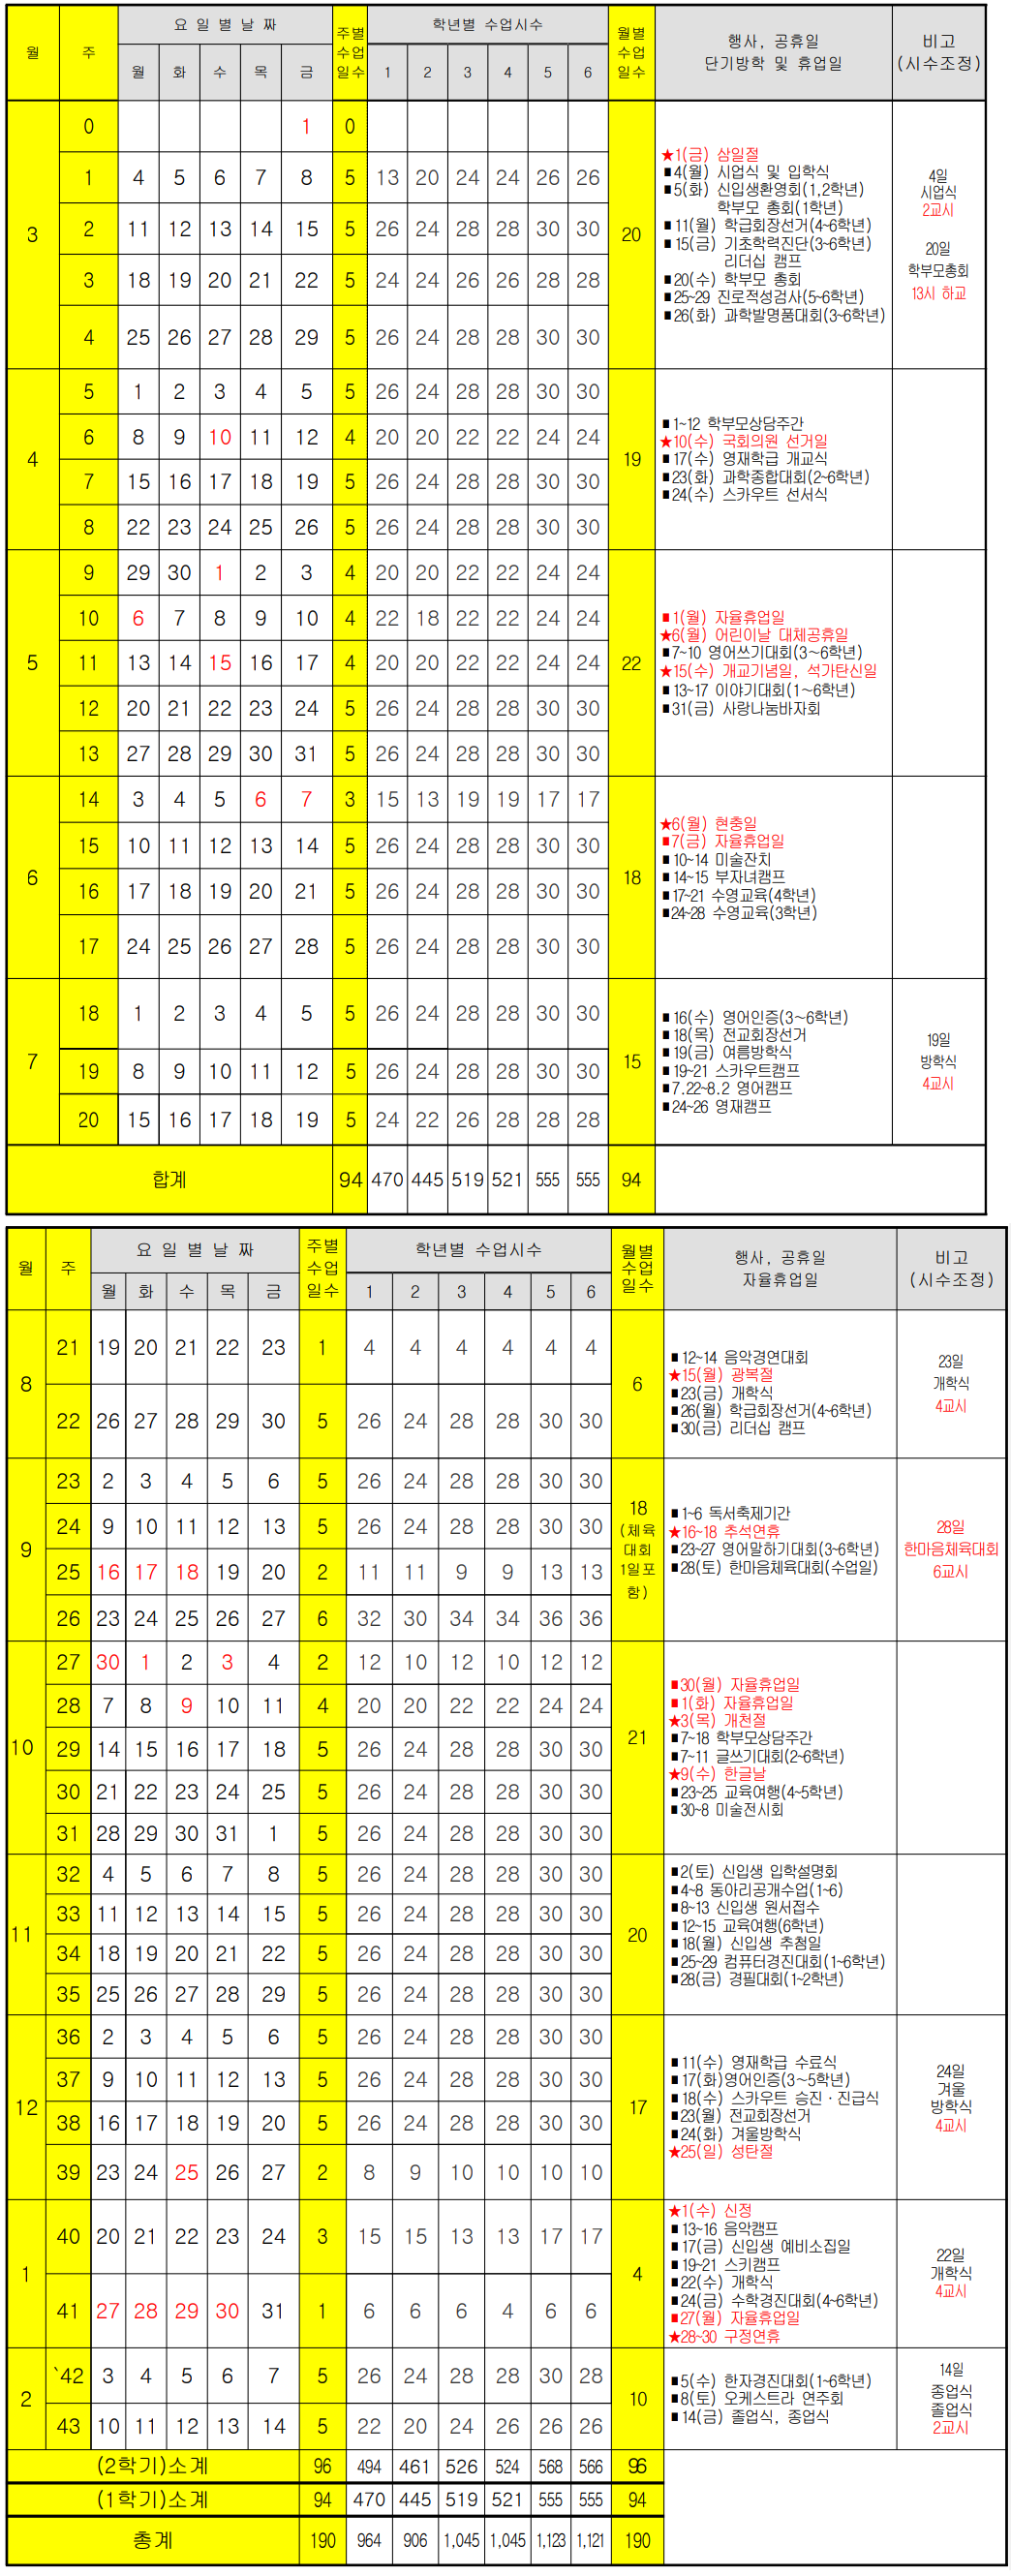 월 주 요 일 별 날 짜 주별 수업 일수 학년별 수업시수 월별 수업 일수 행사, 공휴일 단기방학 및 휴업일 비고 (시수조정)
월 화 수 목 금 1 2 3 4 5 6
3
0 1 0
1 4 5 6 7 8 5 13 20 24 24 26 26
2 11 12 13 14 15 5 26 24 28 28 30 30
3 18 19 20 21 22 5 24 24 26 26 28 28
4 25 26 27 28 29 5 26 24 28 28 30 30
20
★1(금) 삼일절
■4(월) 시업식 및 입학식
■5(화) 신입생환영회(1,2학년)
학부모 총회(1학년)
■11(월) 학급회장선거(4~6학년)
■15(금) 기초학력진단(3~6학년)
리더십 캠프
■20(수) 학부모 총회
■25~29 진로적성검사(5~6학년)
■26(화) 과학발명품대회(3~6학년)
4일
시업식
2교시
20일
학부모총회
13시 하교
4
5 1 2 3 4 5 5 26 24 28 28 30 30
6 8 9 10 11 12 4 20 20 22 22 24 24
7 15 16 17 18 19 5 26 24 28 28 30 30
8 22 23 24 25 26 5 26 24 28 28 30 30
19
■1~12 학부모상담주간
★10(수) 국회의원 선거일
■17(수) 영재학급 개교식
■23(화) 과학종합대회(2~6학년)
■24(수) 스카우트 선서식
5
9 29 30 1 2 3 4 20 20 22 22 24 24
10 6 7 8 9 10 4 22 18 22 22 24 24
11 13 14 15 16 17 4 20 20 22 22 24 24
12 20 21 22 23 24 5 26 24 28 28 30 30
13 27 28 29 30 31 5 26 24 28 28 30 30
22
■1(월) 자율휴업일
★6(월) 어린이날 대체공휴일
■7~10 영어쓰기대회(3~6학년)
★15(수) 개교기념일, 석가탄신일
■13~17 이야기대회(1~6학년)
■31(금) 사랑나눔바자회
6
14 3 4 5 6 7 3 15 13 19 19 17 17
15 10 11 12 13 14 5 26 24 28 28 30 30
16 17 18 19 20 21 5 26 24 28 28 30 30
17 24 25 26 27 28 5 26 24 28 28 30 30
18
★6(월) 현충일
■7(금) 자율휴업일
■10~14 미술잔치
■14~15 부자녀캠프
■17~21 수영교육(4학년)
■24~28 수영교육(3학년)
7
18 1 2 3 4 5 5 26 24 28 28 30 30
19 8 9 10 11 12 5 26 24 28 28 30 30
20 15 16 17 18 19 5 24 22 26 28 28 28
15
■16(수) 영어인증(3~6학년)
■18(목) 전교회장선거
■19(금) 여름방학식
■19~21 스카우트캠프
■7.22~8.2 영어캠프
■24~26 영재캠프
19일
방학식
4교시
합계 94 470 445 519 521 555 555 94
월 주 요 일 별 날 짜 주별 수업 일수 학년별 수업시수 월별 수업 일수 행사, 공휴일 자율휴업일 비고 (시수조정)
월 화 수 목 금 1 2 3 4 5 6
8
21 19 20 21 22 23 1 4 4 4 4 4 4
22 26 27 28 29 30 5 26 24 28 28 30 30
6
■12~14 음악경연대회
★15(월) 광복절
■23(금) 개학식
■26(월) 학급회장선거(4~6학년)
■30(금) 리더십 캠프
23일
개학식
4교시
9
23 2 3 4 5 6 5 26 24 28 28 30 30
24 9 10 11 12 13 5 26 24 28 28 30 30
25 16 17 18 19 20 2 11 11 9 9 13 13
26 23 24 25 26 27 6 32 30 34 34 36 36
18
(체육
대회
1일포
함)
■1~6 독서축제기간
★16~18 추석연휴
■23~27 영어말하기대회(3~6학년)
■28(토) 한마음체육대회(수업일)
28일
한마음체육대회
6교시
10
27 30 1 2 3 4 2 12 10 12 10 12 12
28 7 8 9 10 11 4 20 20 22 22 24 24
29 14 15 16 17 18 5 26 24 28 28 30 30
30 21 22 23 24 25 5 26 24 28 28 30 30
31 28 29 30 31 1 5 26 24 28 28 30 30
21
■30(월) 자율휴업일
■1(화) 자율휴업일
★3(목) 개천절
■7~18 학부모상담주간
■7~11 글쓰기대회(2~6학년)
★9(수) 한글날
■23~25 교육여행(4~5학년)
■30~8 미술전시회
11
32 4 5 6 7 8 5 26 24 28 28 30 30
33 11 12 13 14 15 5 26 24 28 28 30 30
34 18 19 20 21 22 5 26 24 28 28 30 30
35 25 26 27 28 29 5 26 24 28 28 30 30
20
■2(토) 신입생 입학설명회
■4~8 동아리공개수업(1~6)
■8~13 신입생 원서접수
■12~15 교육여행(6학년)
■18(월) 신입생 추첨일
■25~29 컴퓨터경진대회(1~6학년)
■28(금) 경필대회(1~2학년)
12
36 2 3 4 5 6 5 26 24 28 28 30 30
37 9 10 11 12 13 5 26 24 28 28 30 30
38 16 17 18 19 20 5 26 24 28 28 30 30
39 23 24 25 26 27 2 8 9 10 10 10 10
17
■11(수) 영재학급 수료식
■17(화)영어인증(3~5학년)
■18(수) 스카우트 승진·진급식
■23(월) 전교회장선거
■24(화) 겨울방학식
★25(일) 성탄절
24일
겨울
방학식
4교시
1
40 20 21 22 23 24 3 15 15 13 13 17 17
41 27 28 29 30 31 1 6 6 6 4 6 6
4
★1(수) 신정
■13~16 음악캠프
■17(금) 신입생 예비소집일
■19~21 스키캠프
■22(수) 개학식
■24(금) 수학경진대회(4~6학년)
■27(월) 자율휴업일
★28~30 구정연휴
22일
개학식
4교시
2
`42 3 4 5 6 7 5 26 24 28 28 30 28
43 10 11 12 13 14 5 22 20 24 26 26 26
10
■5(수) 한자경진대회(1~6학년)
■8(토) 오케스트라 연주회
■14(금) 졸업식, 종업식
14일
종업식
졸업식
2교시
(2학기)소계 96 494 461 526 524 568 566 96
(1학기)소계 94 470 445 519 521 555 555 94
총계 190 964 906 1,045 1,045 1,123 1,121 190